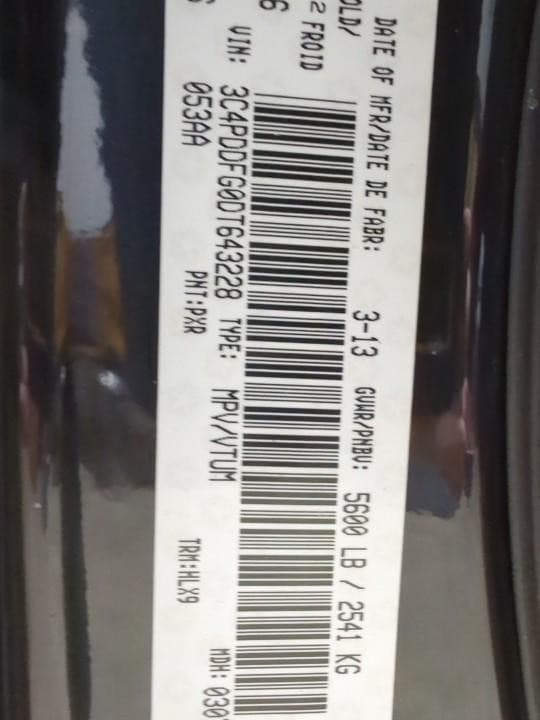 DATE OF MFR/DATE DE FABR: 3-13 GVWR/PNBV: 5600 LB / 2541 KG
OLD/
2 FROID
VIN: 3C4PDDFG0DT643228 TYPE: MPV/VTUM
053AA PNT:PXR TRM:HLX9 MDH: 030